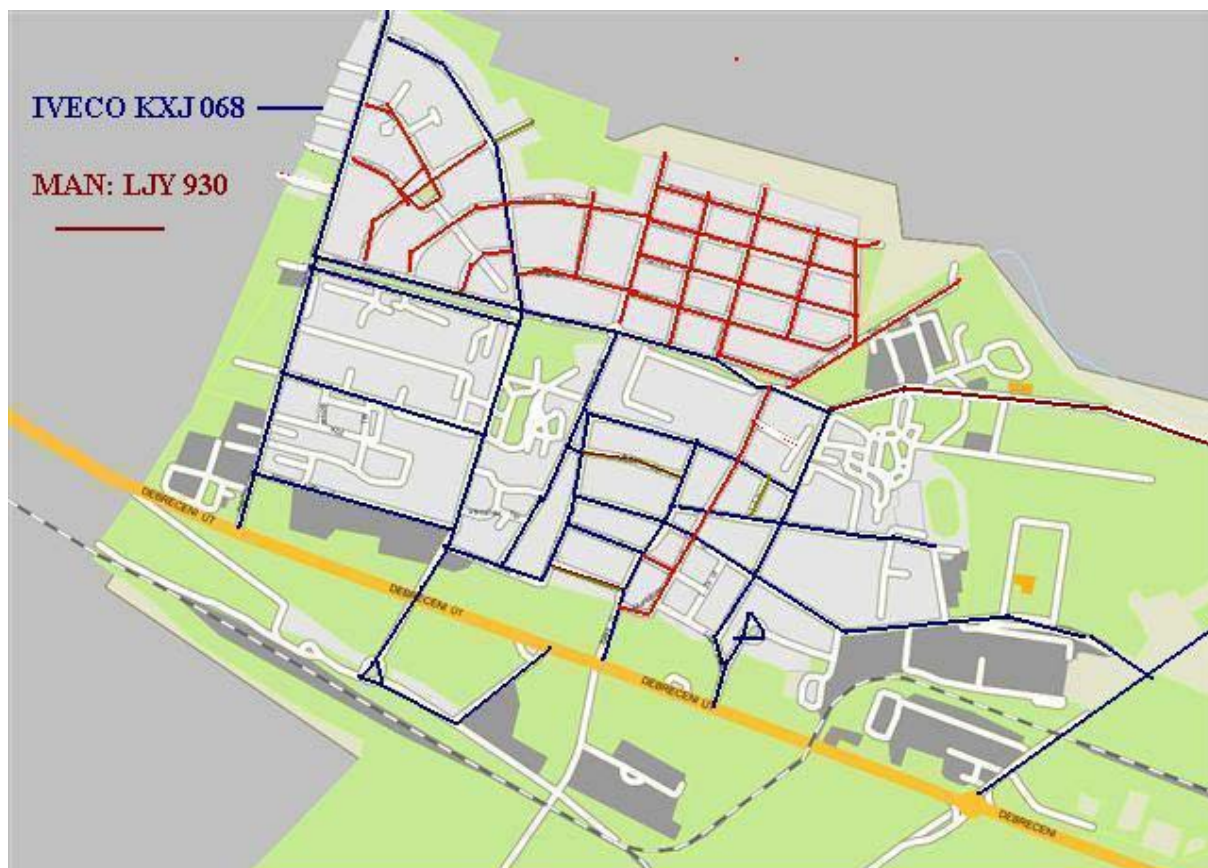 IVECO KXJ 068
MAN: LJY 930
DEBRECENI ÚT
DEBRECENI ÚT
DEBRECENI ÚT
DEBRECENI